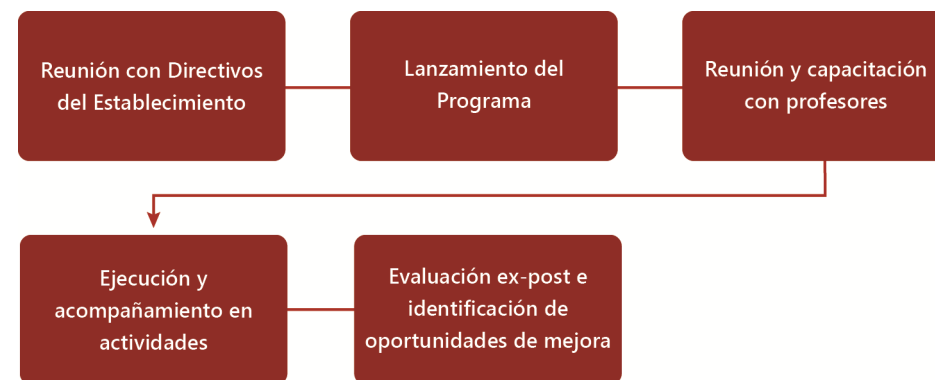 Reunión con Directivos
del Establecimiento
Lanzamiento del
Programa
Reunión y capacitación
con profesores
Ejecución y
acompañamiento en
actividades
Evaluación ex-post e
identificación de
oportunidades de mejora